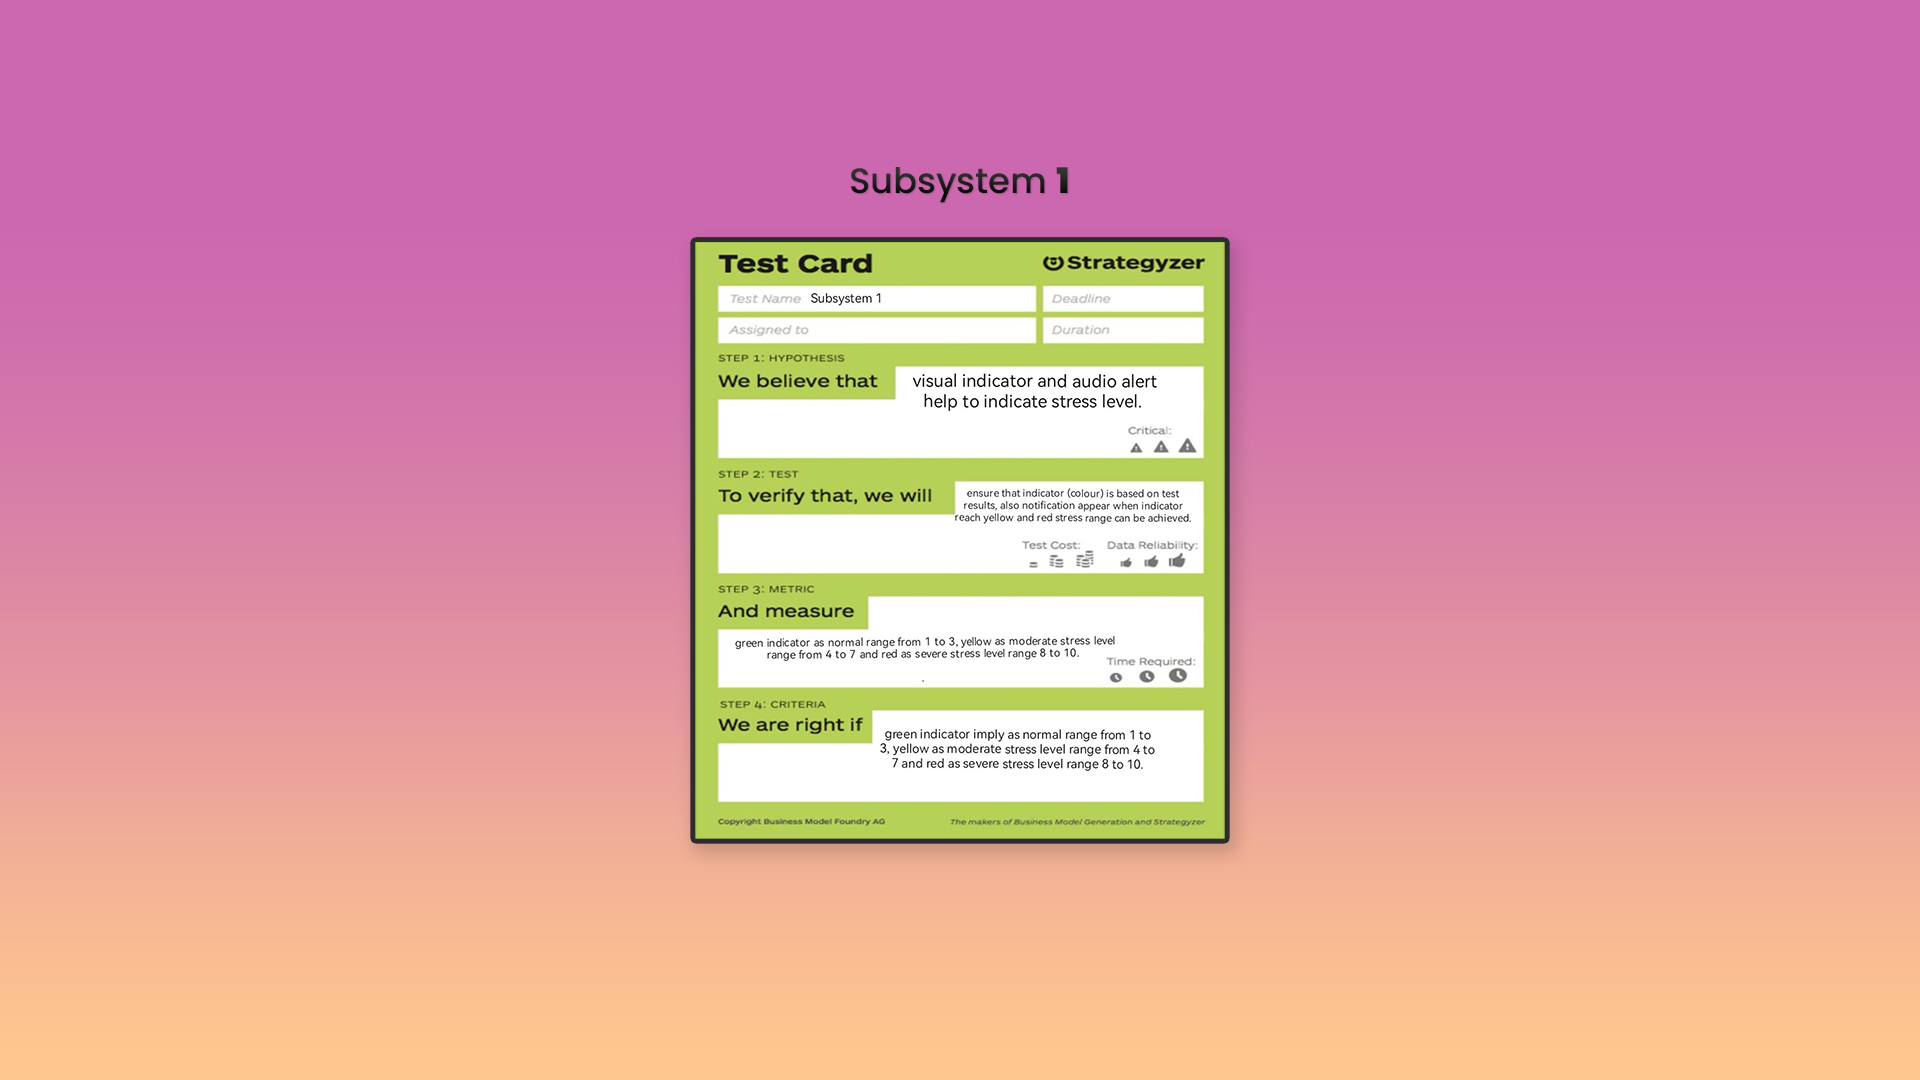 Subsystem 1
Test Card
Strategyzer
Test Name Subsystem 1
Deadline
Assigned to
Duration
STEP 1: HYPOTHESIS
We believe that
visual indicator and audio alert
help to indicate stress level.
Critical:
STEP 2: TEST
To verify that, we will
ensure that indicator (colour) is based on test
results, also notification appear when indicator
reach yellow and red stress range can be achieved.
Test Cost:
Data Reliability:
STEP 3: METRIC
And measure
green indicator as normal range from 1 to 3, yellow as moderate stress level
range from 4 to 7 and red as severe stress level range 8 to 10.
.
Time Required:
STEP 4: CRITERIA
We are right if
green indicator imply as normal range from 1 to
3, yellow as moderate stress level range from 4 to
7 and red as severe stress level range 8 to 10.
Copyright Business Model Foundry AG
The makers of Business Model Generation and Strategyzer